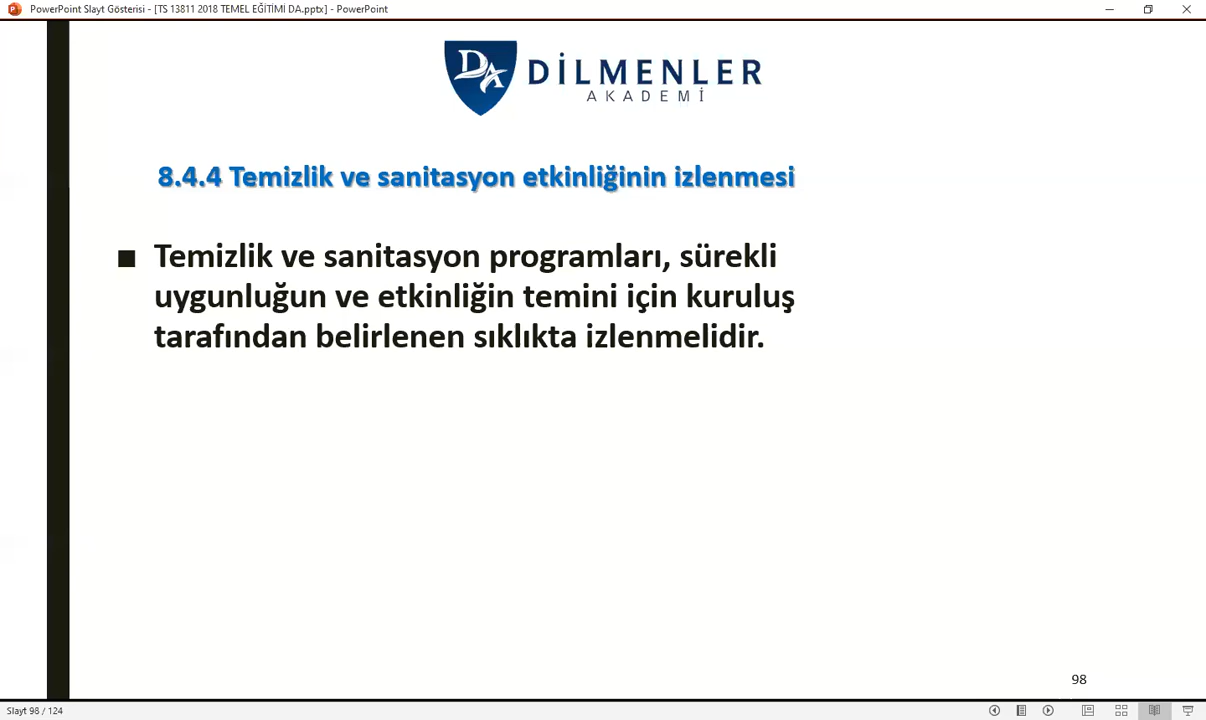 PowerPoint Slayt Gösterisi - [TS 13811 2018 TEMEL EĞİTİMİ DA.pptx] - PowerPoint
DA
DİLMENLER
AKADEMİ
8.4.4 Temizlik ve sanitasyon etkinliğinin izlenmesi
■ Temizlik ve sanitasyon programları, sürekli
uygunluğun ve etkinliğin temini için kuruluş
tarafından belirlenen sıklıkta izlenmelidir.
98
Slayt 98 / 124